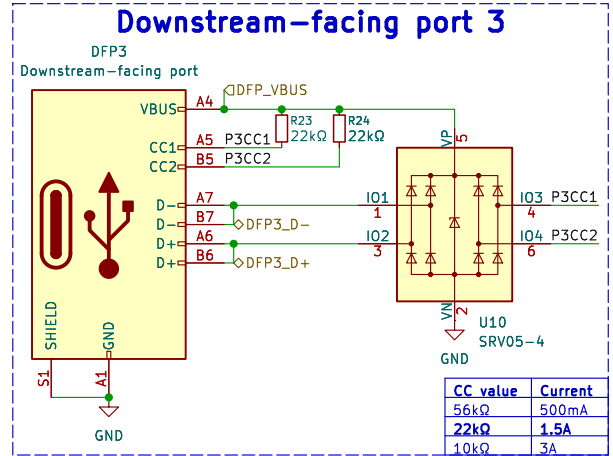 Downstream-facing port 3
DFP3
Downstream-facing port
DFP_VBUS
VBUS A4
R23
22kΩ
R24
22kΩ
CC1 A5 P3CC1
CC2 B5 P3CC2
VP 5
D- A7
D- B7
DFP3_D-
D+ A6
D+ B6
DFP3_D+
IO1 1
IO2 3
IO3 4 P3CC1
IO4 6 P3CC2
VN 2
GND
U10
SRV05-4
SHIELD S1
GND A1
GND
CC value Current
56kΩ 500mA
22kΩ 1.5A
10kΩ 3A